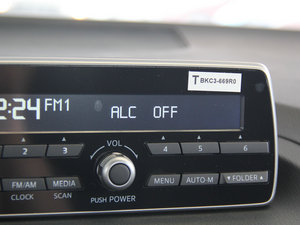 T BKC3-669R0
2:24 FM1 ALC OFF
VOL
2 3 4 5 6
FM/AM MEDIA MENU AUTO-M ▼ FOLDER ▲
CLOCK SCAN
PUSH POWER